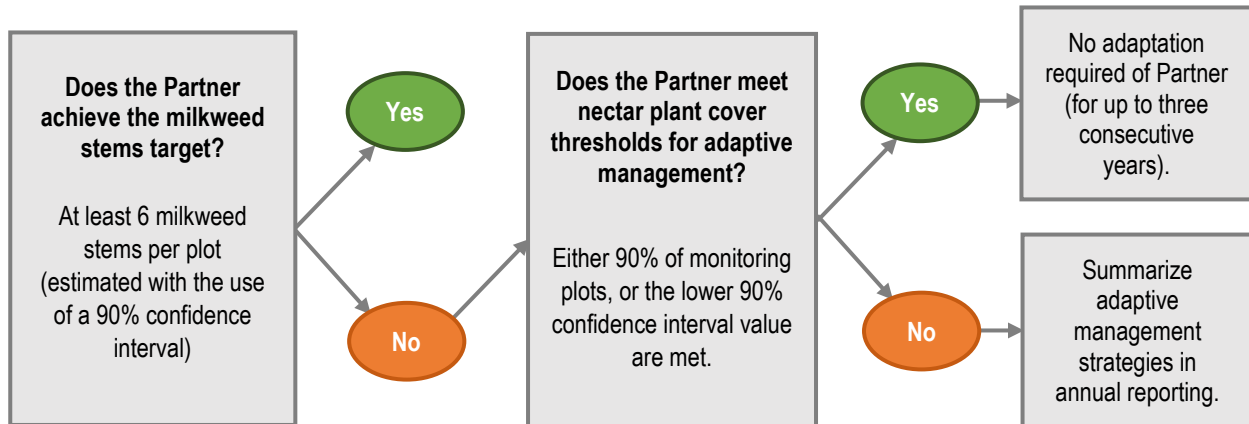 Does the Partner
achieve the milkweed
stems target?
At least 6 milkweed
stems per plot
(estimated with the use
of a 90% confidence
interval)
Yes
No
Does the Partner meet
nectar plant cover
thresholds for adaptive
management?
Either 90% of monitoring
plots, or the lower 90%
confidence interval value
are met.
Yes
No
No adaptation
required of Partner
(for up to three
consecutive
years).
Summarize
adaptive
management
strategies in
annual reporting.